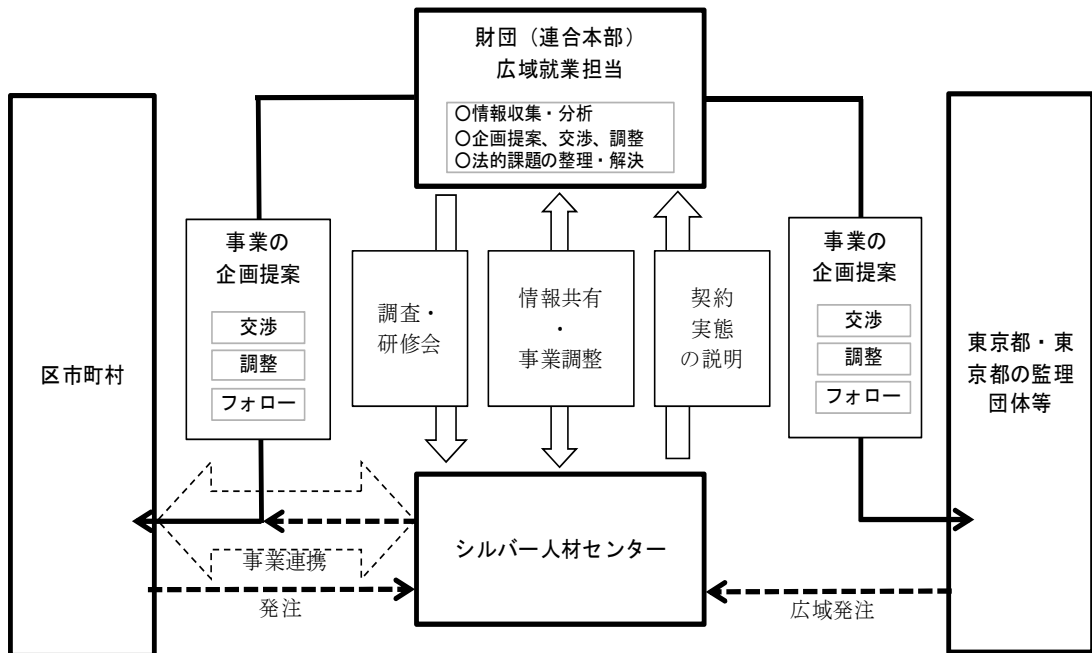 財団（連合本部）
広域就業担当
○情報収集・分析
○企画提案、交渉、調整
○法的課題の整理・解決
区市町村
事業の
企画提案
交渉
調整
フォロー
調査・
研修会
情報共有
・
事業調整
契約
実態
の説明
事業の
企画提案
交渉
調整
フォロー
東京都・東
京都の監理
団体等
シルバー人材センター
事業連携
発注
広域発注